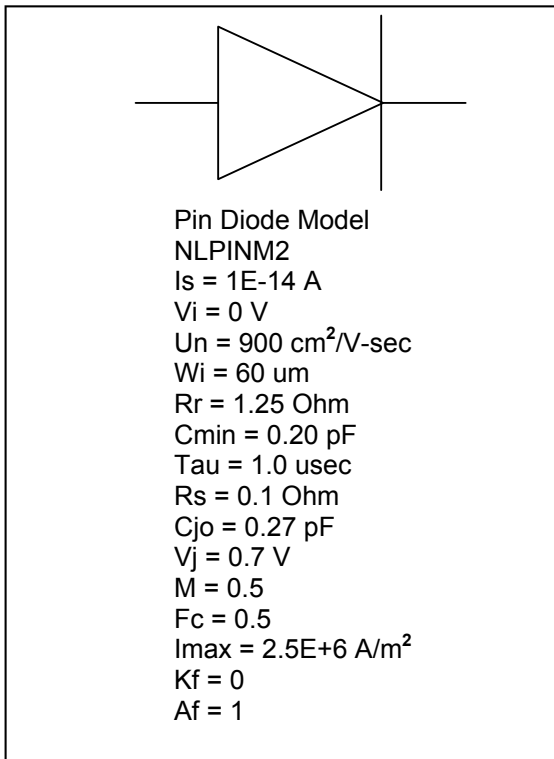 Pin Diode Model
NLPINM2
Is = 1E-14 A
Vi = 0 V
Un = 900 cm²/V-sec
Wi = 60 um
Rr = 1.25 Ohm
Cmin = 0.20 pF
Tau = 1.0 usec
Rs = 0.1 Ohm
Cjo = 0.27 pF
Vj = 0.7 V
M = 0.5
Fc = 0.5
Imax = 2.5E+6 A/m²
Kf = 0
Af = 1